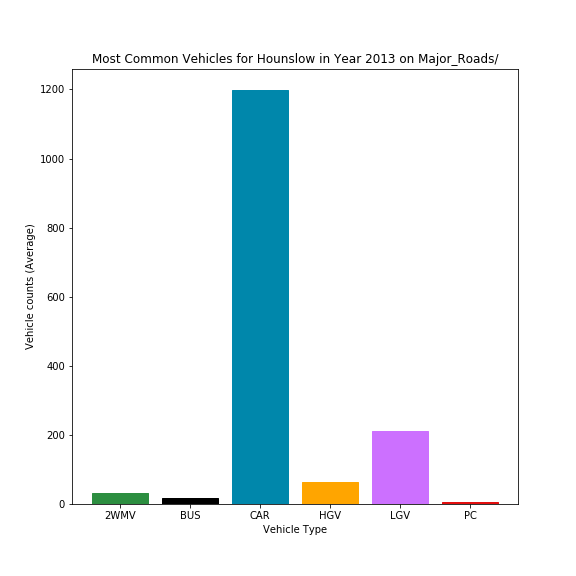 Most Common Vehicles for Hounslow in Year 2013 on Major_Roads/
1200
1000
800
600
400
200
0
Vehicle counts (Average)
2WMV BUS CAR HGV LGV PC
Vehicle Type